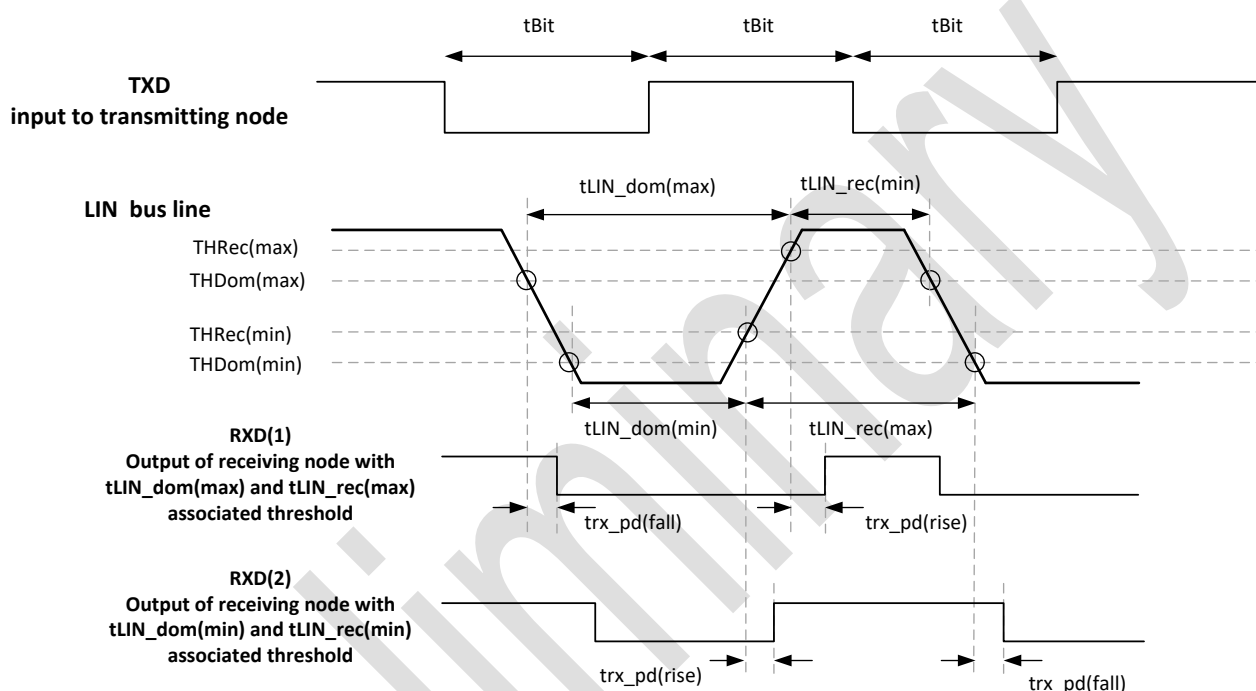 tBit
tBit
tBit
TXD
input to transmitting node
LIN bus line
tLIN_dom(max)
tLIN_rec(min)
THRec(max)
THDom(max)
THRec(min)
THDom(min)
tLIN_dom(min)
tLIN_rec(max)
RXD(1)
Output of receiving node with
tLIN_dom(max) and tLIN_rec(max)
associated threshold
trx_pd(fall)
trx_pd(rise)
RXD(2)
Output of receiving node with
tLIN_dom(min) and tLIN_rec(min)
associated threshold
trx_pd(rise)
trx_pd(fall)
liminary